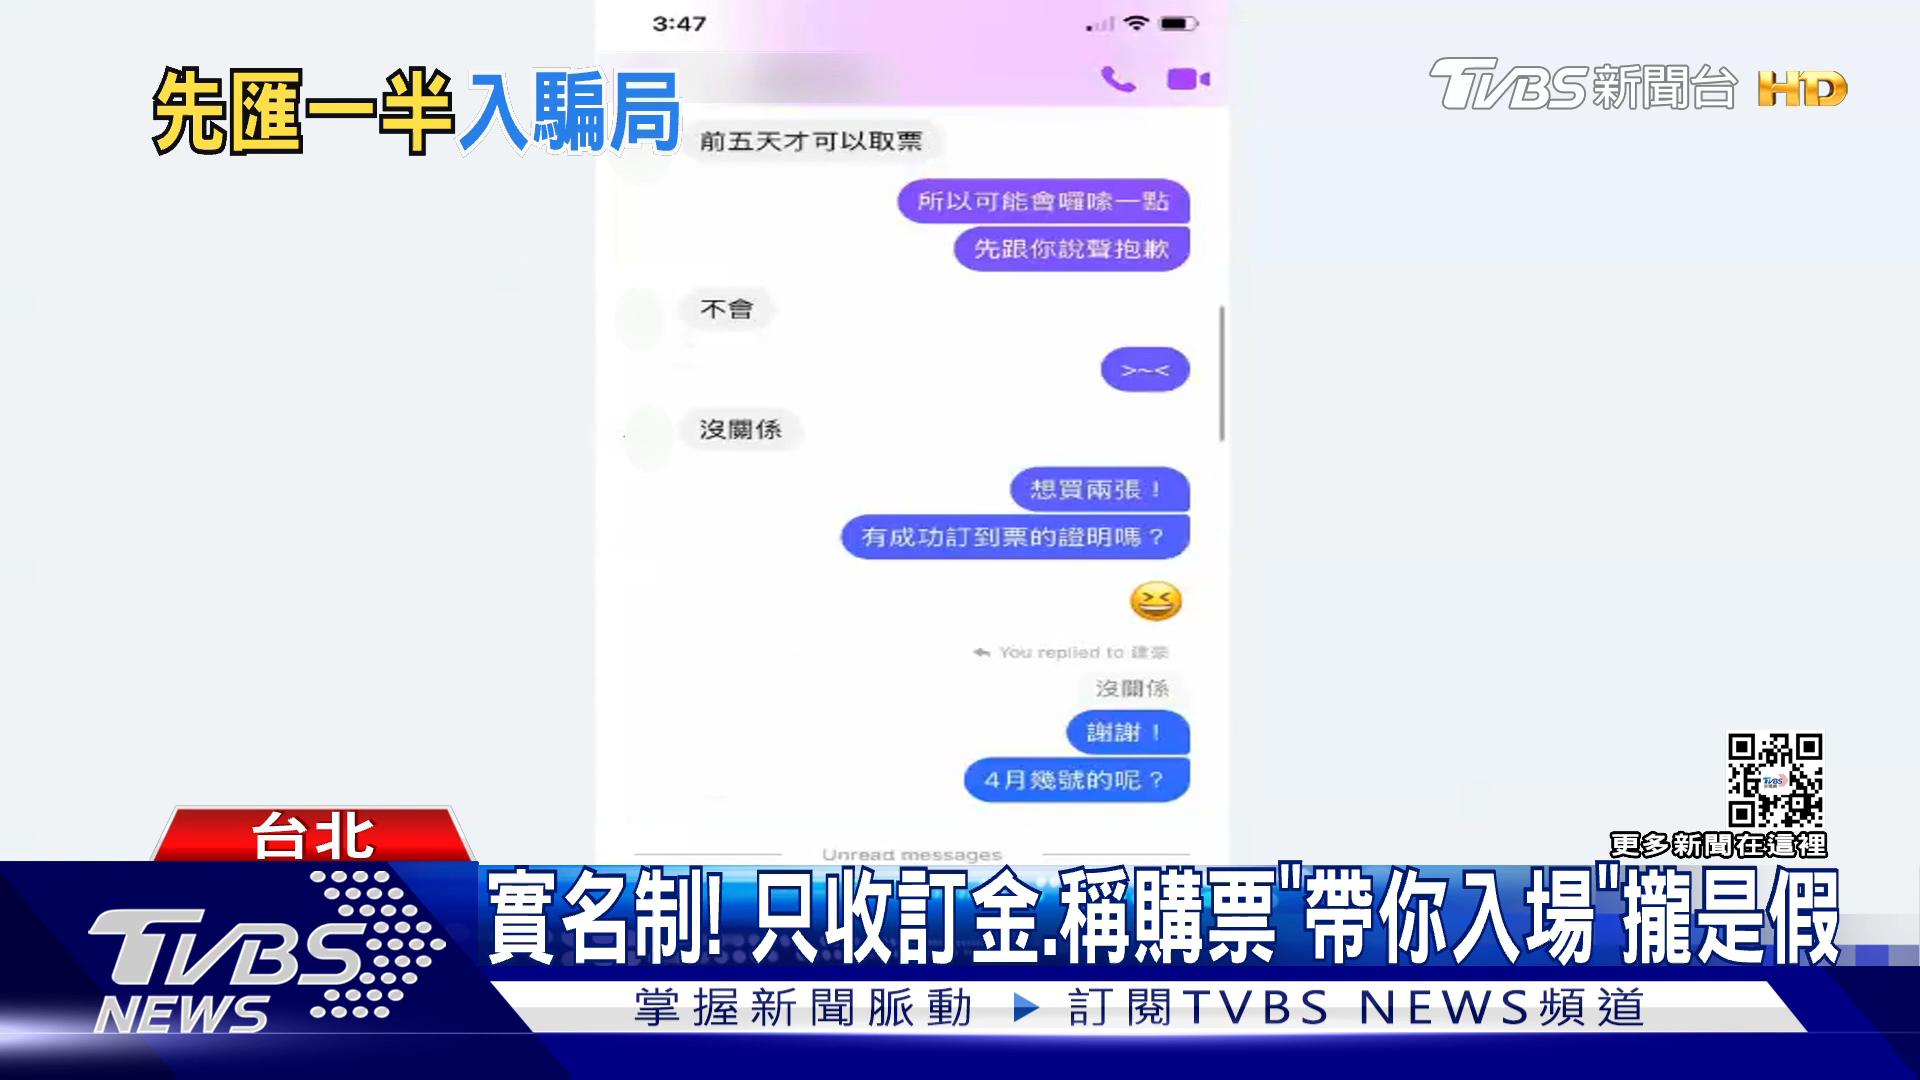 3:47
先匯一半入騙局
TVBS新聞台 HD
前五天才可以取票
所以可能會囉嗦一點
先跟你說聲抱歉
不會
>~<
沒關係
想買兩張！
有成功訂到票的證明嗎？
You replied to 建豪
沒關係
謝謝！
4月幾號的呢？
Unread messages
TVBS
更多新聞在這裡
台北
實名制! 只收訂金.稱購票"帶你入場"攏是假
TVBS NEWS
掌握新聞脈動 ▶ 訂閱TVBS NEWS頻道